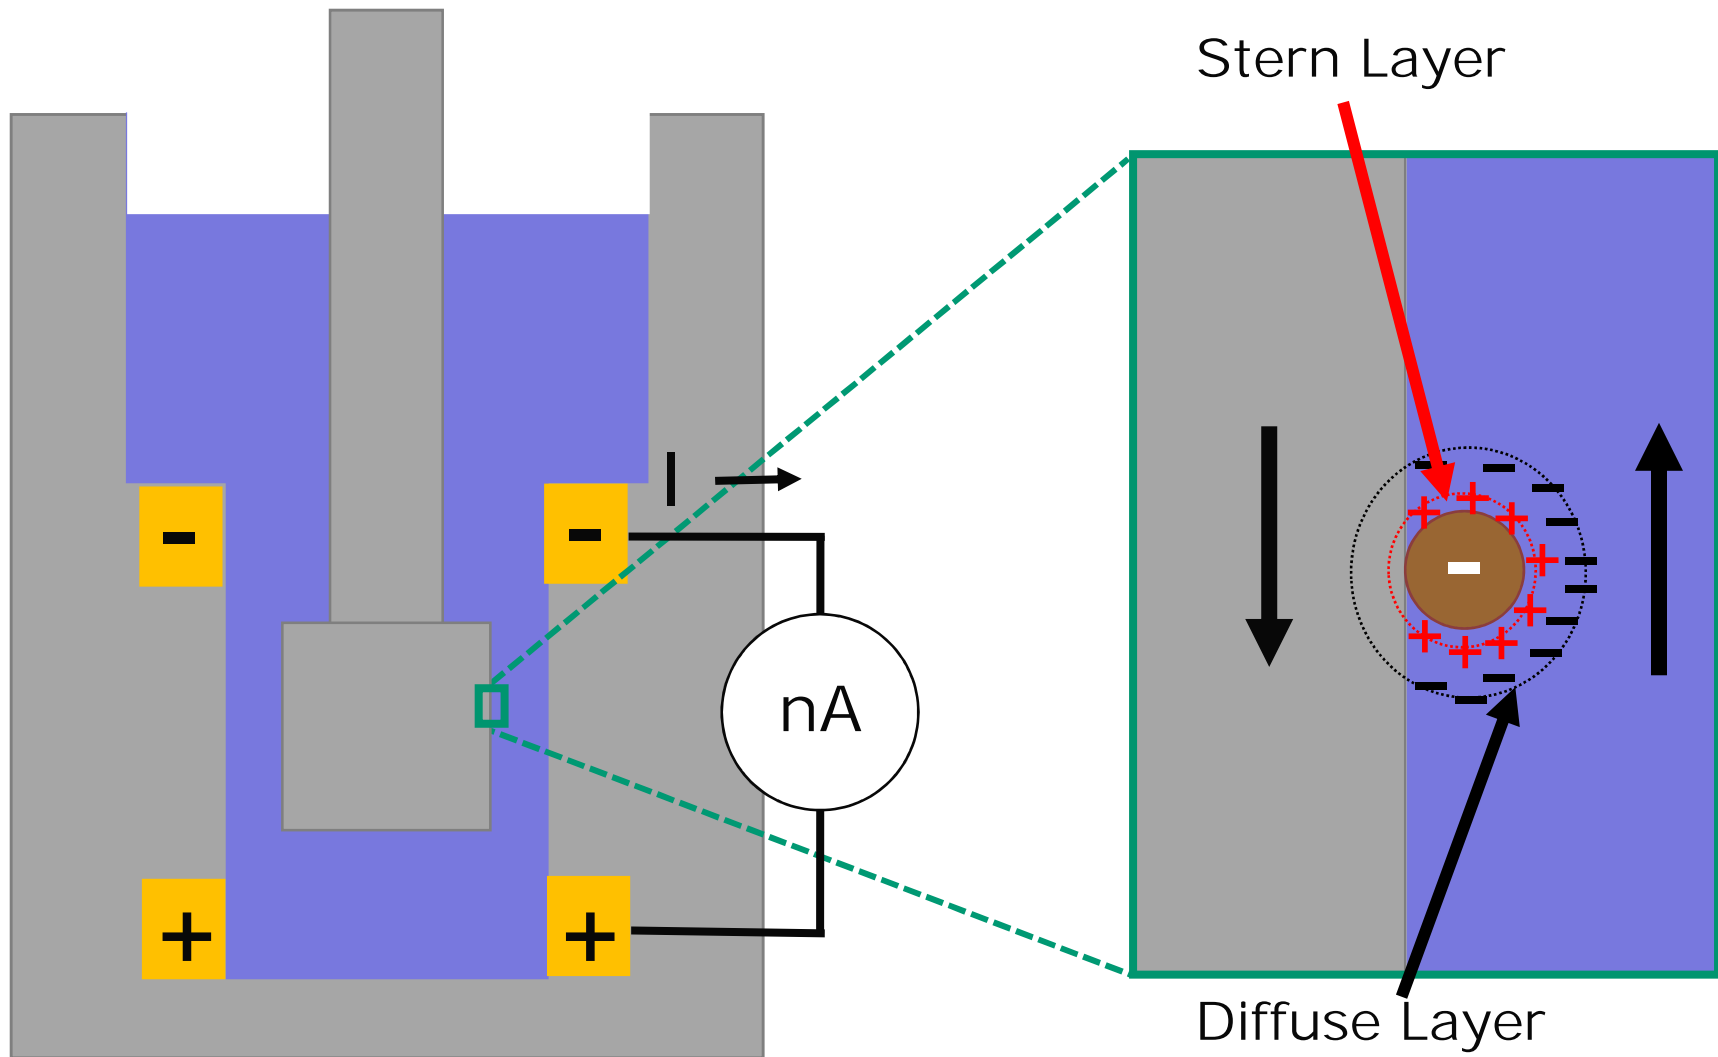 Stern Layer
I
-
-
nA
+
+
-
Diffuse Layer